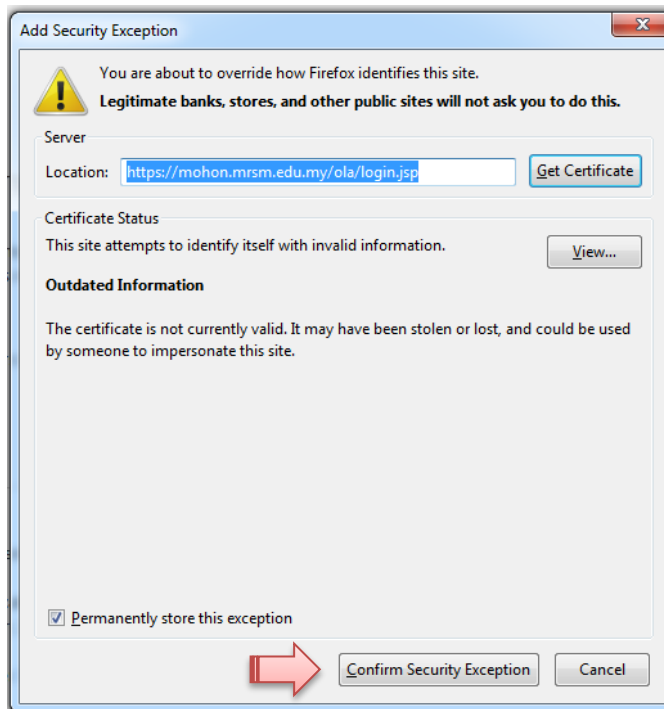 Add Security Exception
You are about to override how Firefox identifies this site.
Legitimate banks, stores, and other public sites will not ask you to do this.
Server
Location: https://mohon.mrsm.edu.my/ola/login.jsp Get Certificate
Certificate Status
This site attempts to identify itself with invalid information. View...
Outdated Information
The certificate is not currently valid. It may have been stolen or lost, and could be used
by someone to impersonate this site.
Permanently store this exception
Confirm Security Exception Cancel